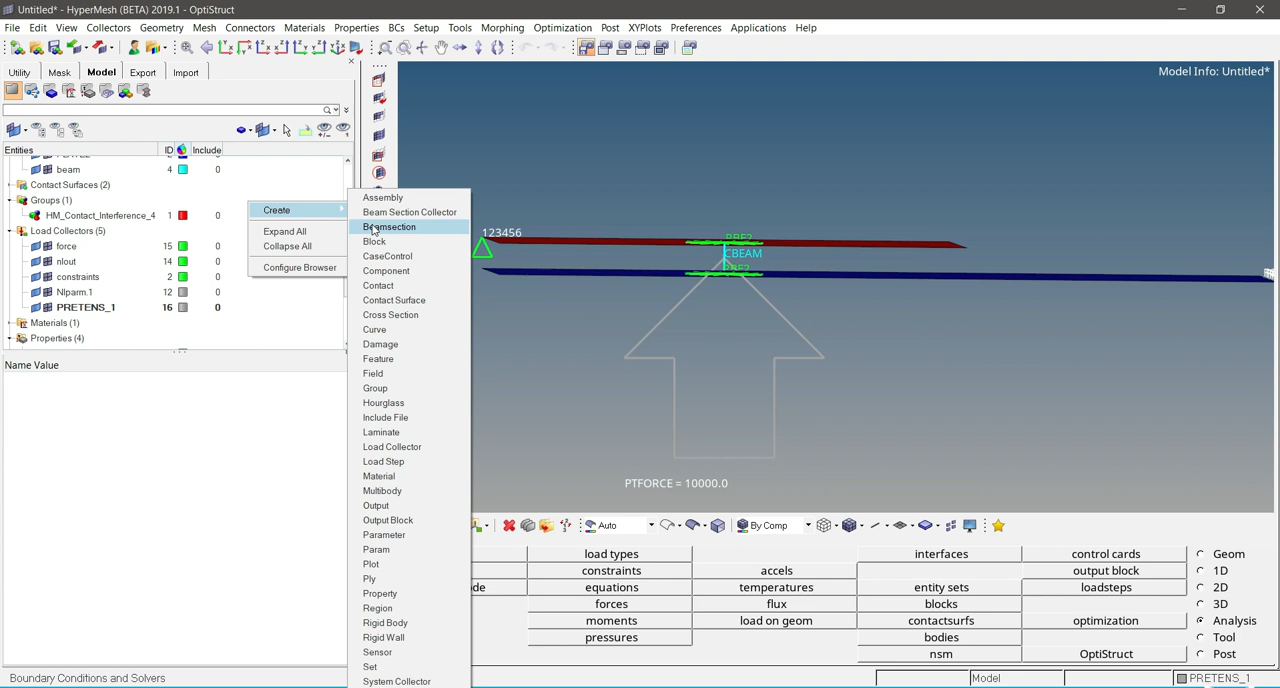 Untitled* - HyperMesh (BETA) 2019.1 - OptiStruct
File Edit View Collectors Geometry Mesh Connectors Materials Properties BCs Setup Tools Morphing Optimization Post XYPlots Preferences Applications Help
Utility Mask Model Export Import
Model Info: Untitled*
Entities ID Include
beam 4 0
Contact Surfaces (2)
Groups (1)
HM_Contact_Interference_4 1 0
Load Collectors (5)
force 15 0
nlout 14 0
constraints 2 0
Nlparm.1 12 0
PRETENS_1 16 0
Materials (1)
Properties (4)
Name Value
Create
Expand All
Collapse All
Configure Browser
Assembly
Beam Section Collector
Beamsection
Block
CaseControl
Component
Contact
Contact Surface
Cross Section
Curve
Damage
Feature
Field
Group
Hourglass
Include File
Laminate
Load Collector
Load Step
Material
Multibody
Output
Output Block
Parameter
Param
Plot
Ply
Property
Region
Rigid Body
Rigid Wall
Sensor
Set
System Collector
123456
RBE2
CBEAM
RBE2
PTFORCE = 10000.0
Auto By Comp
load types interfaces control cards Geom
constraints accels output block 1D
de equations temperatures entity sets loadsteps 2D
forces flux blocks 3D
moments load on geom contactsurfs optimization Analysis
pressures bodies Tool
nsm OptiStruct Post
Boundary Conditions and Solvers Model PRETENS_1